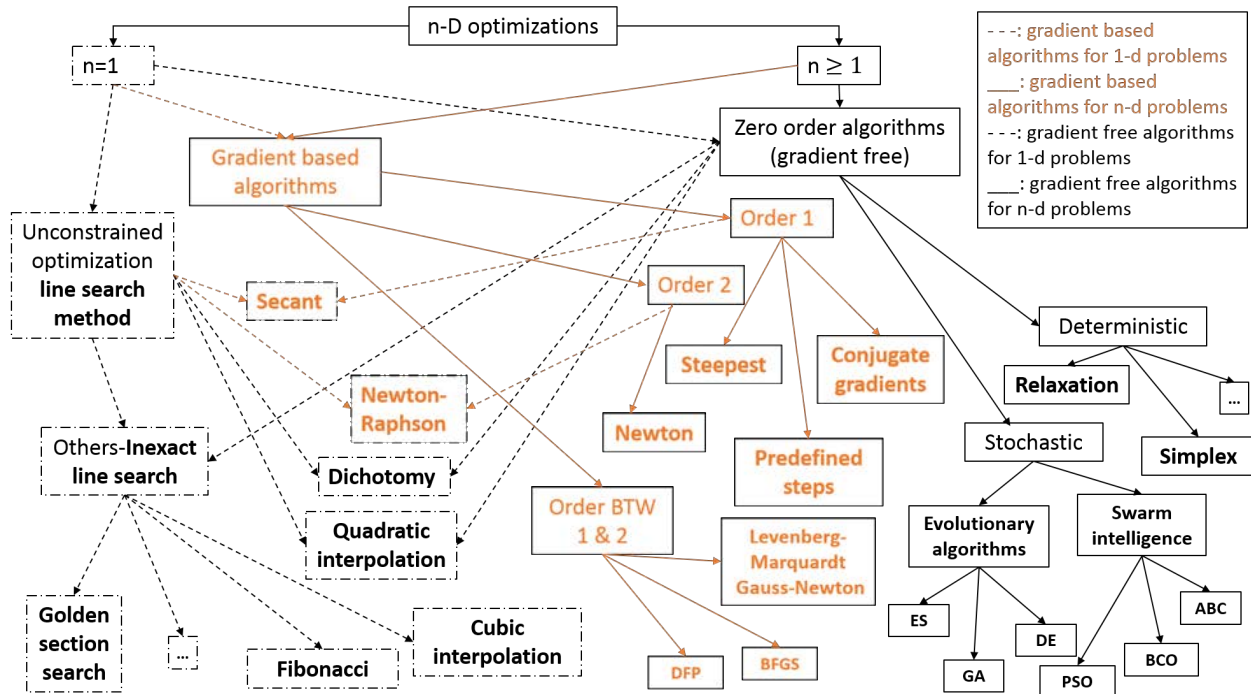 n-D optimizations
n=1
n ≥ 1
- - -: gradient based
algorithms for 1-d problems
___: gradient based
algorithms for n-d problems
- - -: gradient free algorithms
for 1-d problems
___: gradient free algorithms
for n-d problems
Gradient based
algorithms
Zero order algorithms
(gradient free)
Unconstrained
optimization
line search
method
Order 1
Order 2
Secant
Deterministic
Steepest
Conjugate
gradients
Relaxation
...
Newton-
Raphson
Newton
Others-Inexact
line search
Stochastic
Simplex
Dichotomy
Predefined
steps
Quadratic
interpolation
Order BTW
1 & 2
Levenberg-
Marquardt
Gauss-Newton
Evolutionary
algorithms
Swarm
intelligence
Golden
section
search
...
Fibonacci
Cubic
interpolation
DFP
BFGS
ES
GA
DE
PSO
BCO
ABC